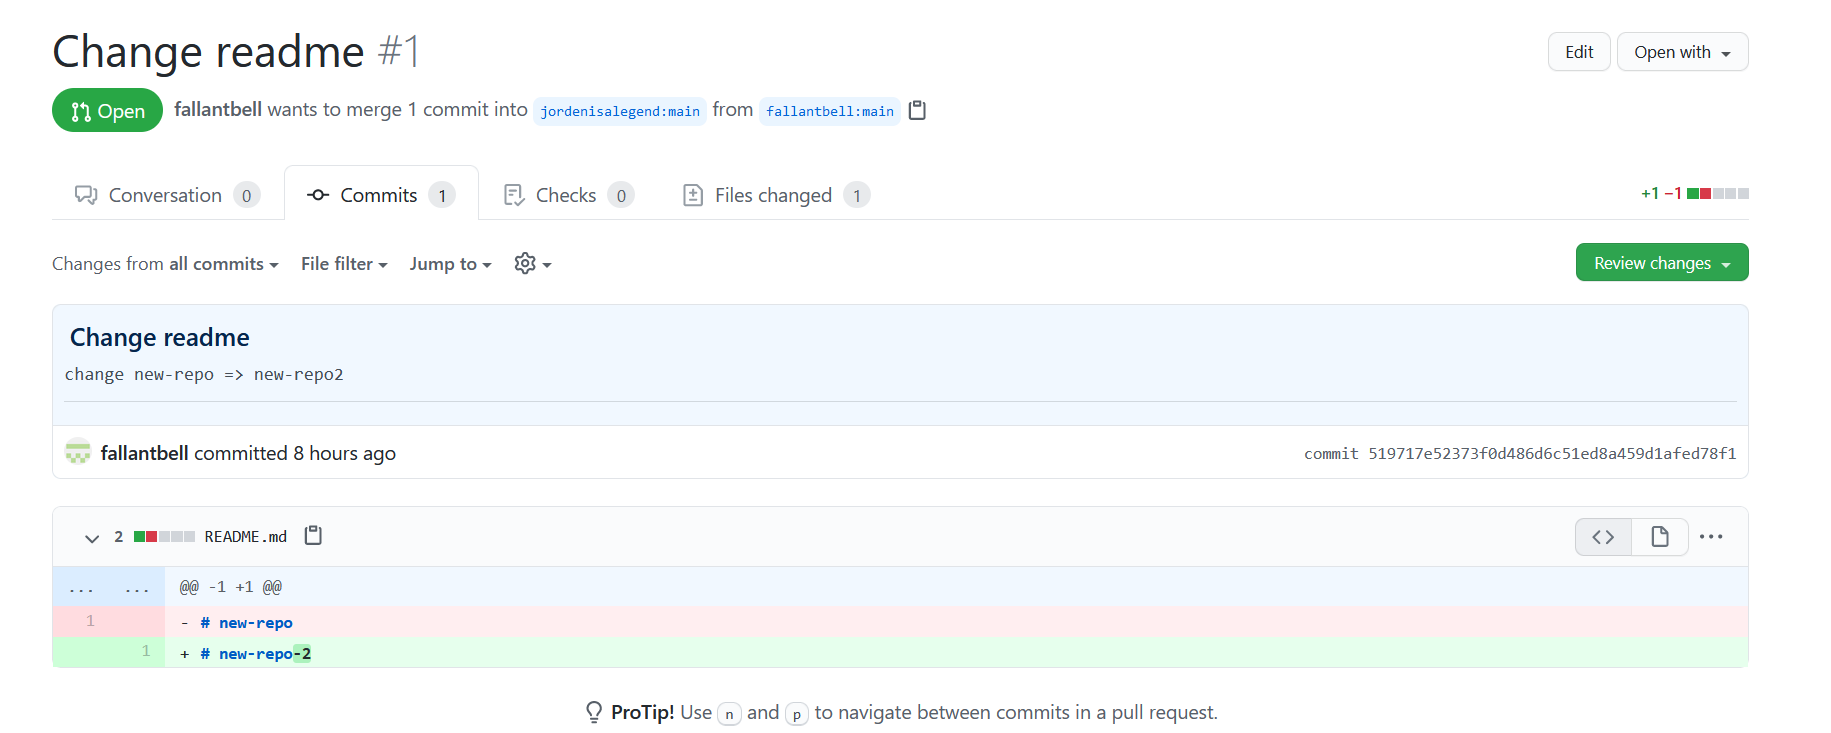 Change readme #1
Edit
Open with
Open
fallantbell wants to merge 1 commit into jordenisalegend:main from fallantbell:main
Conversation 0
Commits 1
Checks 0
Files changed 1
+1 −1
Changes from all commits
File filter
Jump to
Review changes
Change readme
change new-repo => new-repo2
fallantbell committed 8 hours ago
commit 519717e52373f0d486d6c51ed8a459d1afed78f1
2 README.md
... ... @@ -1 +1 @@
1 - # new-repo
1 + # new-repo-2
ProTip! Use n and p to navigate between commits in a pull request.